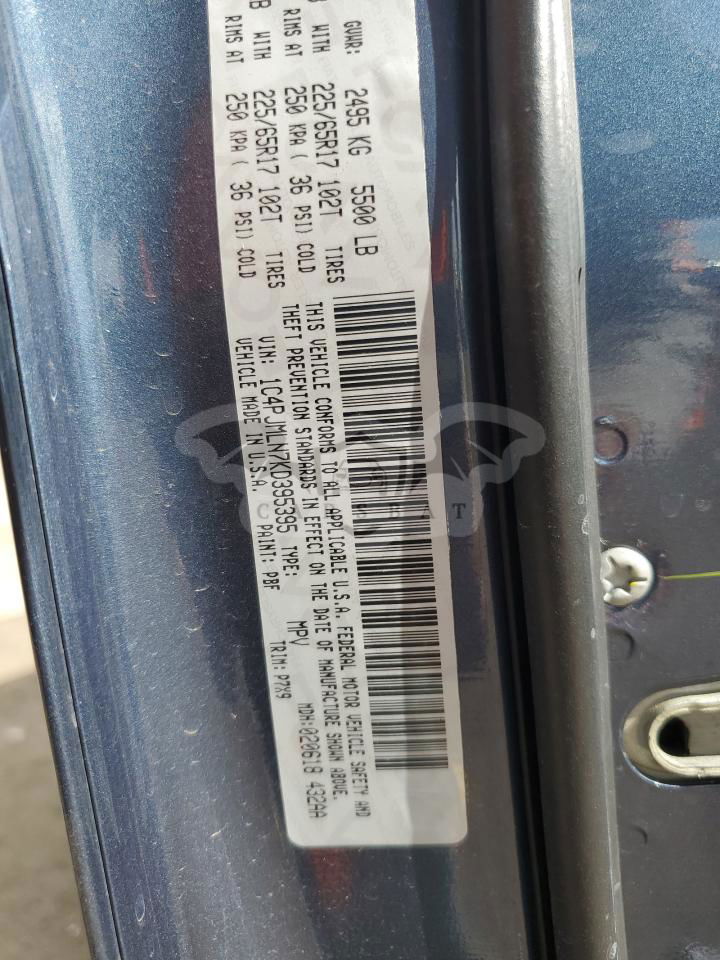 GVWR: 2495 KG 5500 LB
B WITH 225/65R17 102T TIRES
RIMS AT 250 KPA ( 36 PSI) COLD
B WITH 225/65R17 102T TIRES
RIMS AT 250 KPA ( 36 PSI) COLD
THIS VEHICLE CONFORMS TO ALL APPLICABLE U.S.A. FEDERAL MOTOR VEHICLE SAFETY AND
THEFT PREVENTION STANDARDS IN EFFECT ON THE DATE OF MANUFACTURE SHOWN ABOVE.
VIN: 1C4PJMLN7KD395395 TYPE: MPV MDH:020618 432AA
VEHICLE MADE IN U.S.A. PAINT: PBF TRIM: P7X9
CARSBAT